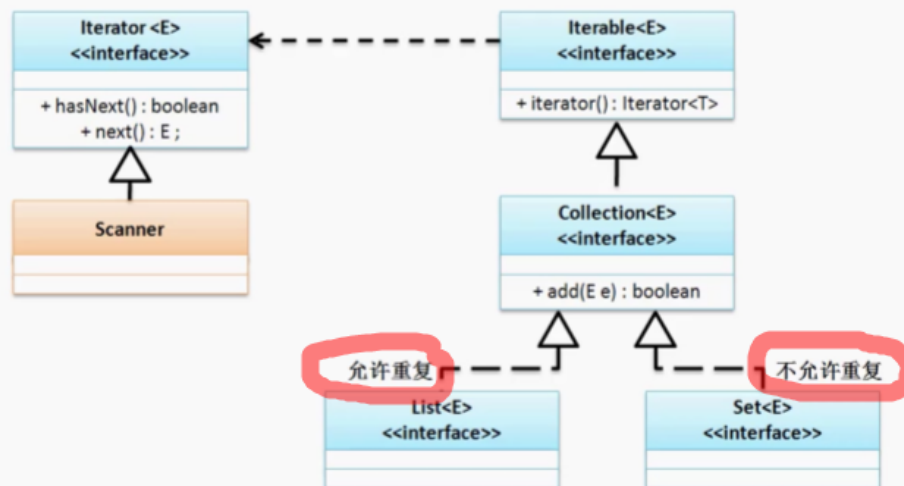 Iterator <E>
<<interface>>
+ hasNext() : boolean
+ next() : E ;
Scanner
Iterable<E>
<<interface>>
+ iterator() : Iterator<T>
Collection<E>
<<interface>>
+ add(E e) : boolean
允许重复
不允许重复
List<E>
<<interface>>
Set<E>
<<interface>>